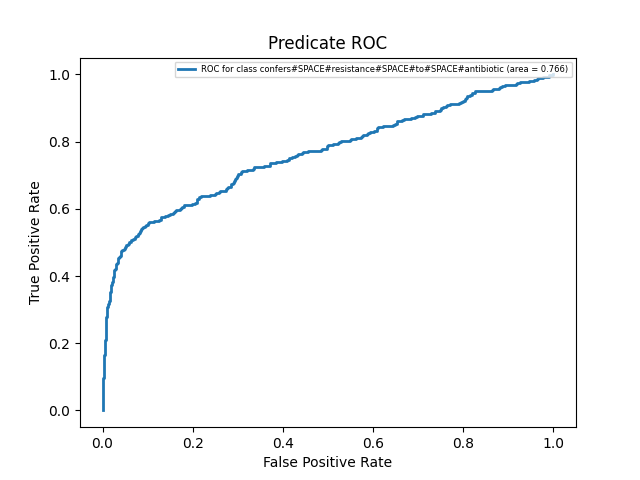 Predicate ROC
ROC for class confers#SPACE#resistance#SPACE#to#SPACE#antibiotic (area = 0.766)
1.0
0.8
0.6
0.4
0.2
0.0
True Positive Rate
0.0 0.2 0.4 0.6 0.8 1.0
False Positive Rate